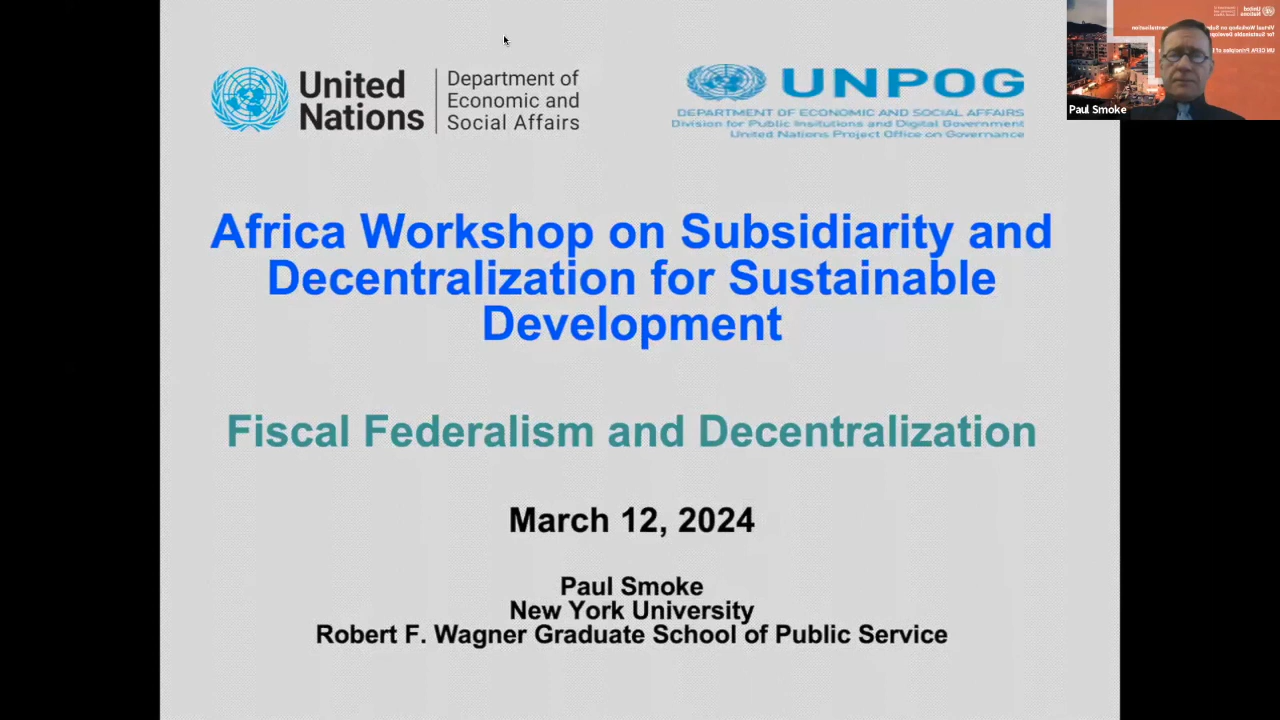 United
Nations
Department of
Economic and
Social Affairs
UNPOG
DEPARTMENT OF ECONOMIC AND SOCIAL AFFAIRS
Division for Public Institutions and Digital Government
United Nations Project Office on Governance
Africa Workshop on Subsidiarity and
Decentralization for Sustainable
Development
Fiscal Federalism and Decentralization
March 12, 2024
Paul Smoke
New York University
Robert F. Wagner Graduate School of Public Service
United
Nations
Paul Smoke